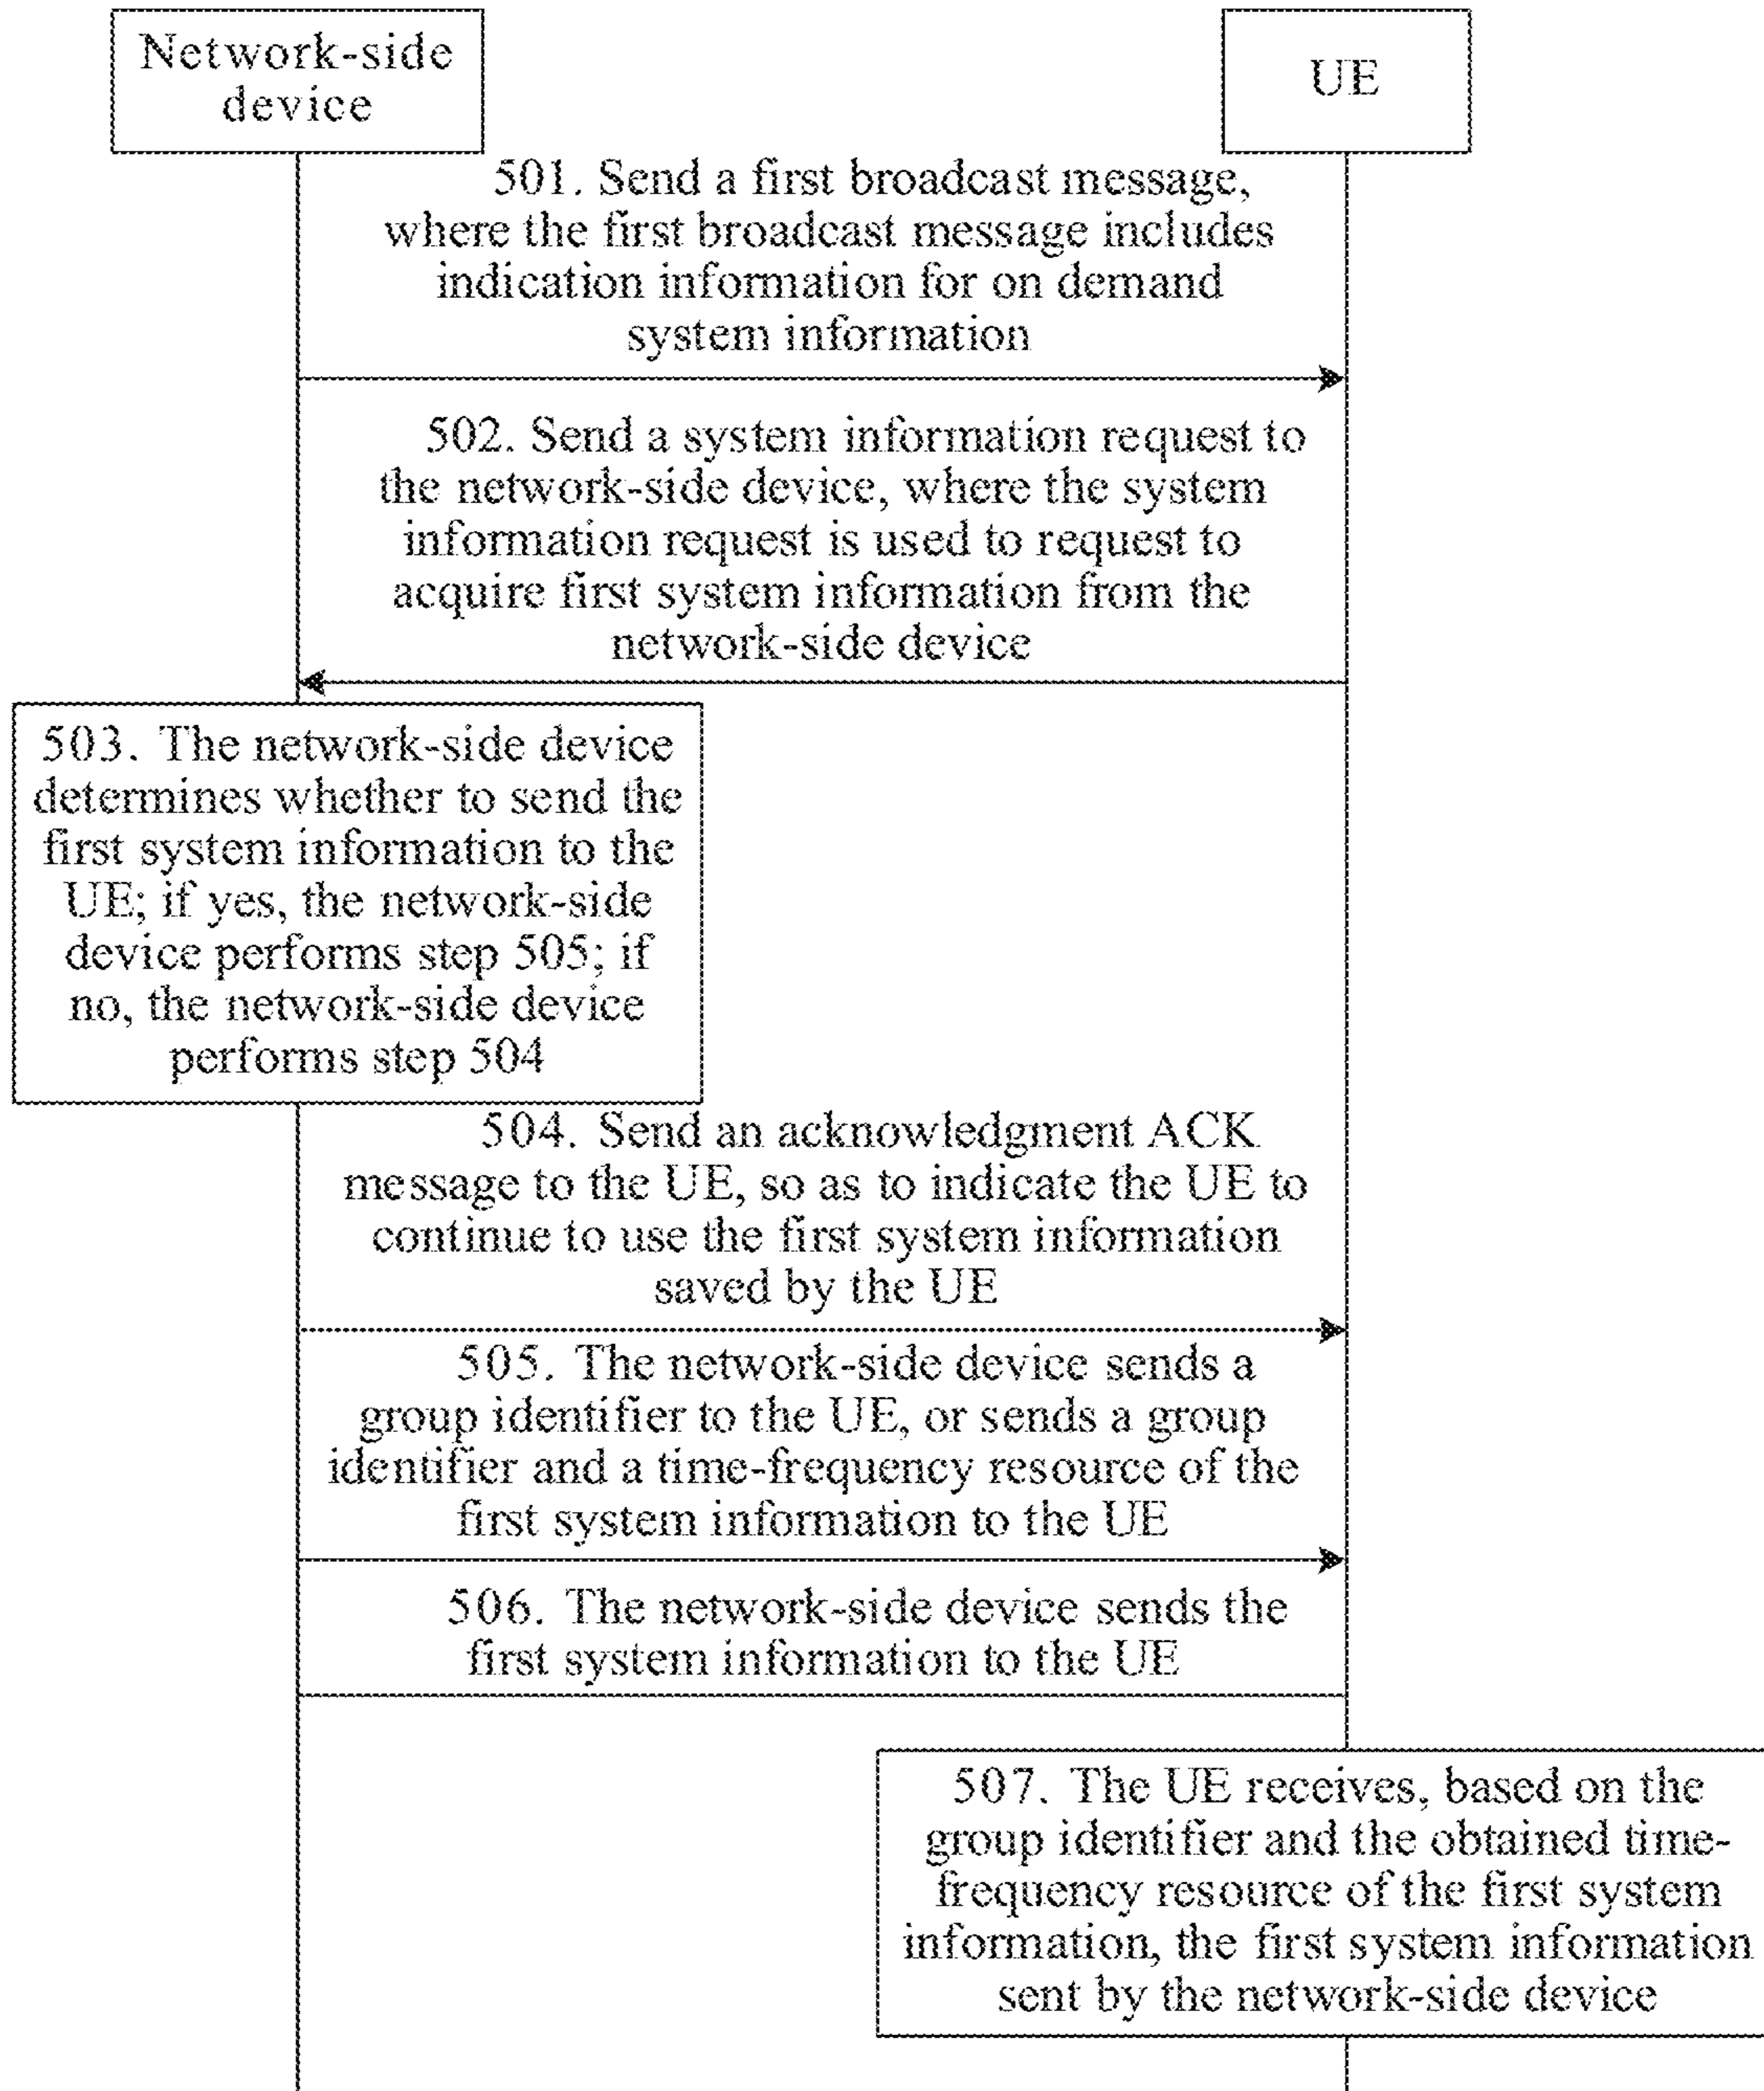 Network-side
device
UE
501. Send a first broadcast message,
where the first broadcast message includes
indication information for on demand
system information
502. Send a system information request to
the network-side device, where the system
information request is used to request to
acquire first system information from the
network-side device
503. The network-side device
determines whether to send the
first system information to the
UE; if yes, the network-side
device performs step 505; if
no, the network-side device
performs step 504
504. Send an acknowledgment ACK
message to the UE, so as to indicate the UE to
continue to use the first system information
saved by the UE
505. The network-side device sends a
group identifier to the UE, or sends a group
identifier and a time-frequency resource of the
first system information to the UE
506. The network-side device sends the
first system information to the UE
507. The UE receives, based on the
group identifier and the obtained time-
frequency resource of the first system
information, the first system information
sent by the network-side device